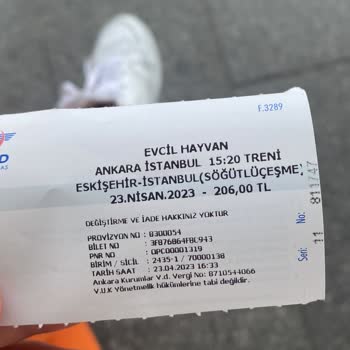 F.3289
EVCİL HAYVAN
ANKARA İSTANBUL 15:20 TRENİ
ESKİŞEHİR-İSTANBUL(SÖĞÜTLÜÇEŞME)
23.NİSAN.2023 - 206,00 TL
DEĞİŞTİRME VE İADE HAKKINIZ YOKTUR
PROVİZYON NO : 8300054
BİLET NO : 3FB76864FBL943
PNR NO : OPC00001319
BİRİM / SİCİL : 2435-1 / 70000138
TARİH SAAT : 23.04.2023 16:33
Ankara Kurumlar V.d. Vergi No:8710544066
V.U.K Yönetmelik hükümlerine tabi değildir.
Seri: 11 No: 811747